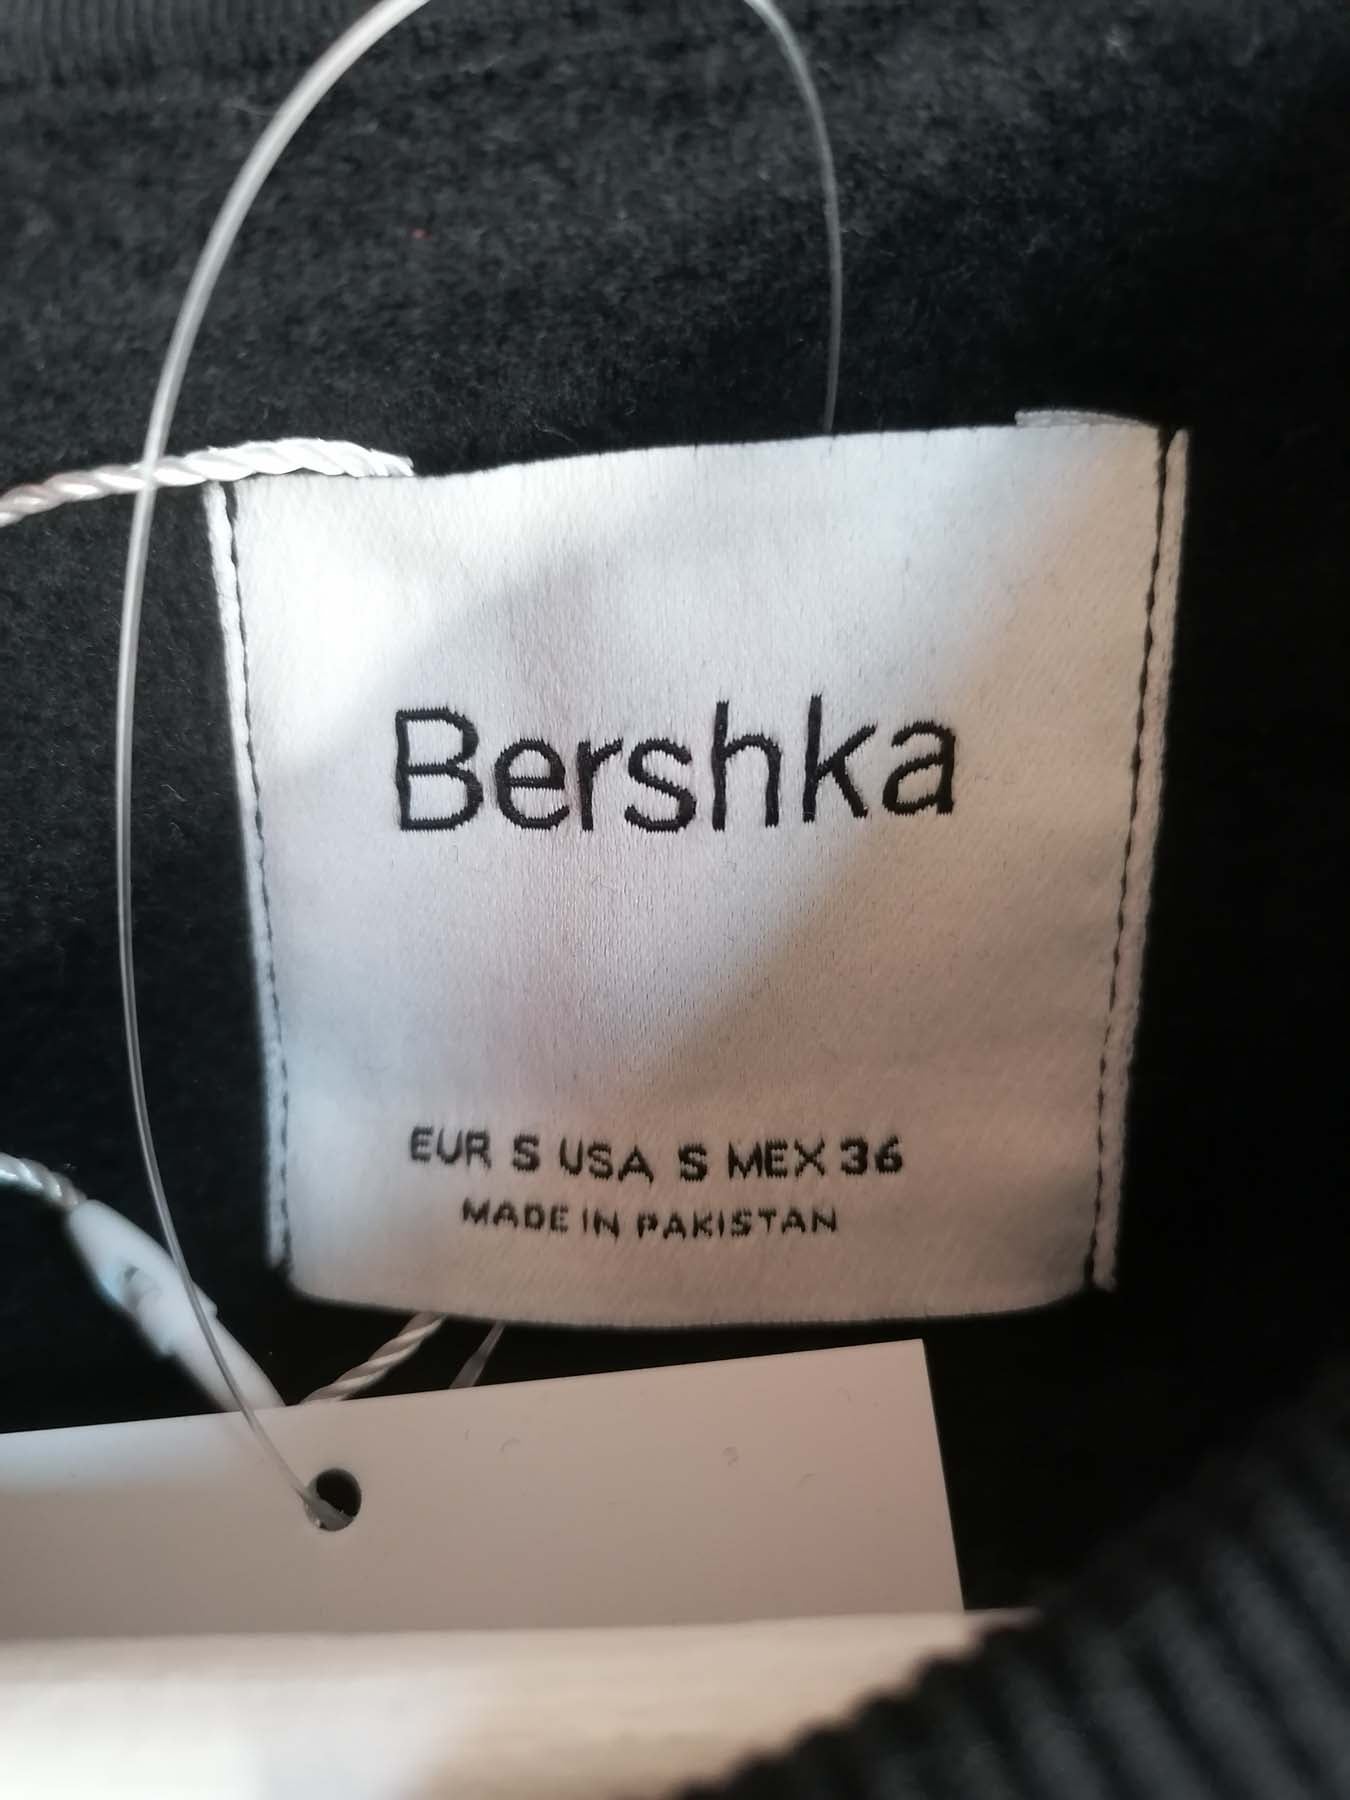 Bershka
EUR S USA S MEX 36
MADE IN PAKISTAN